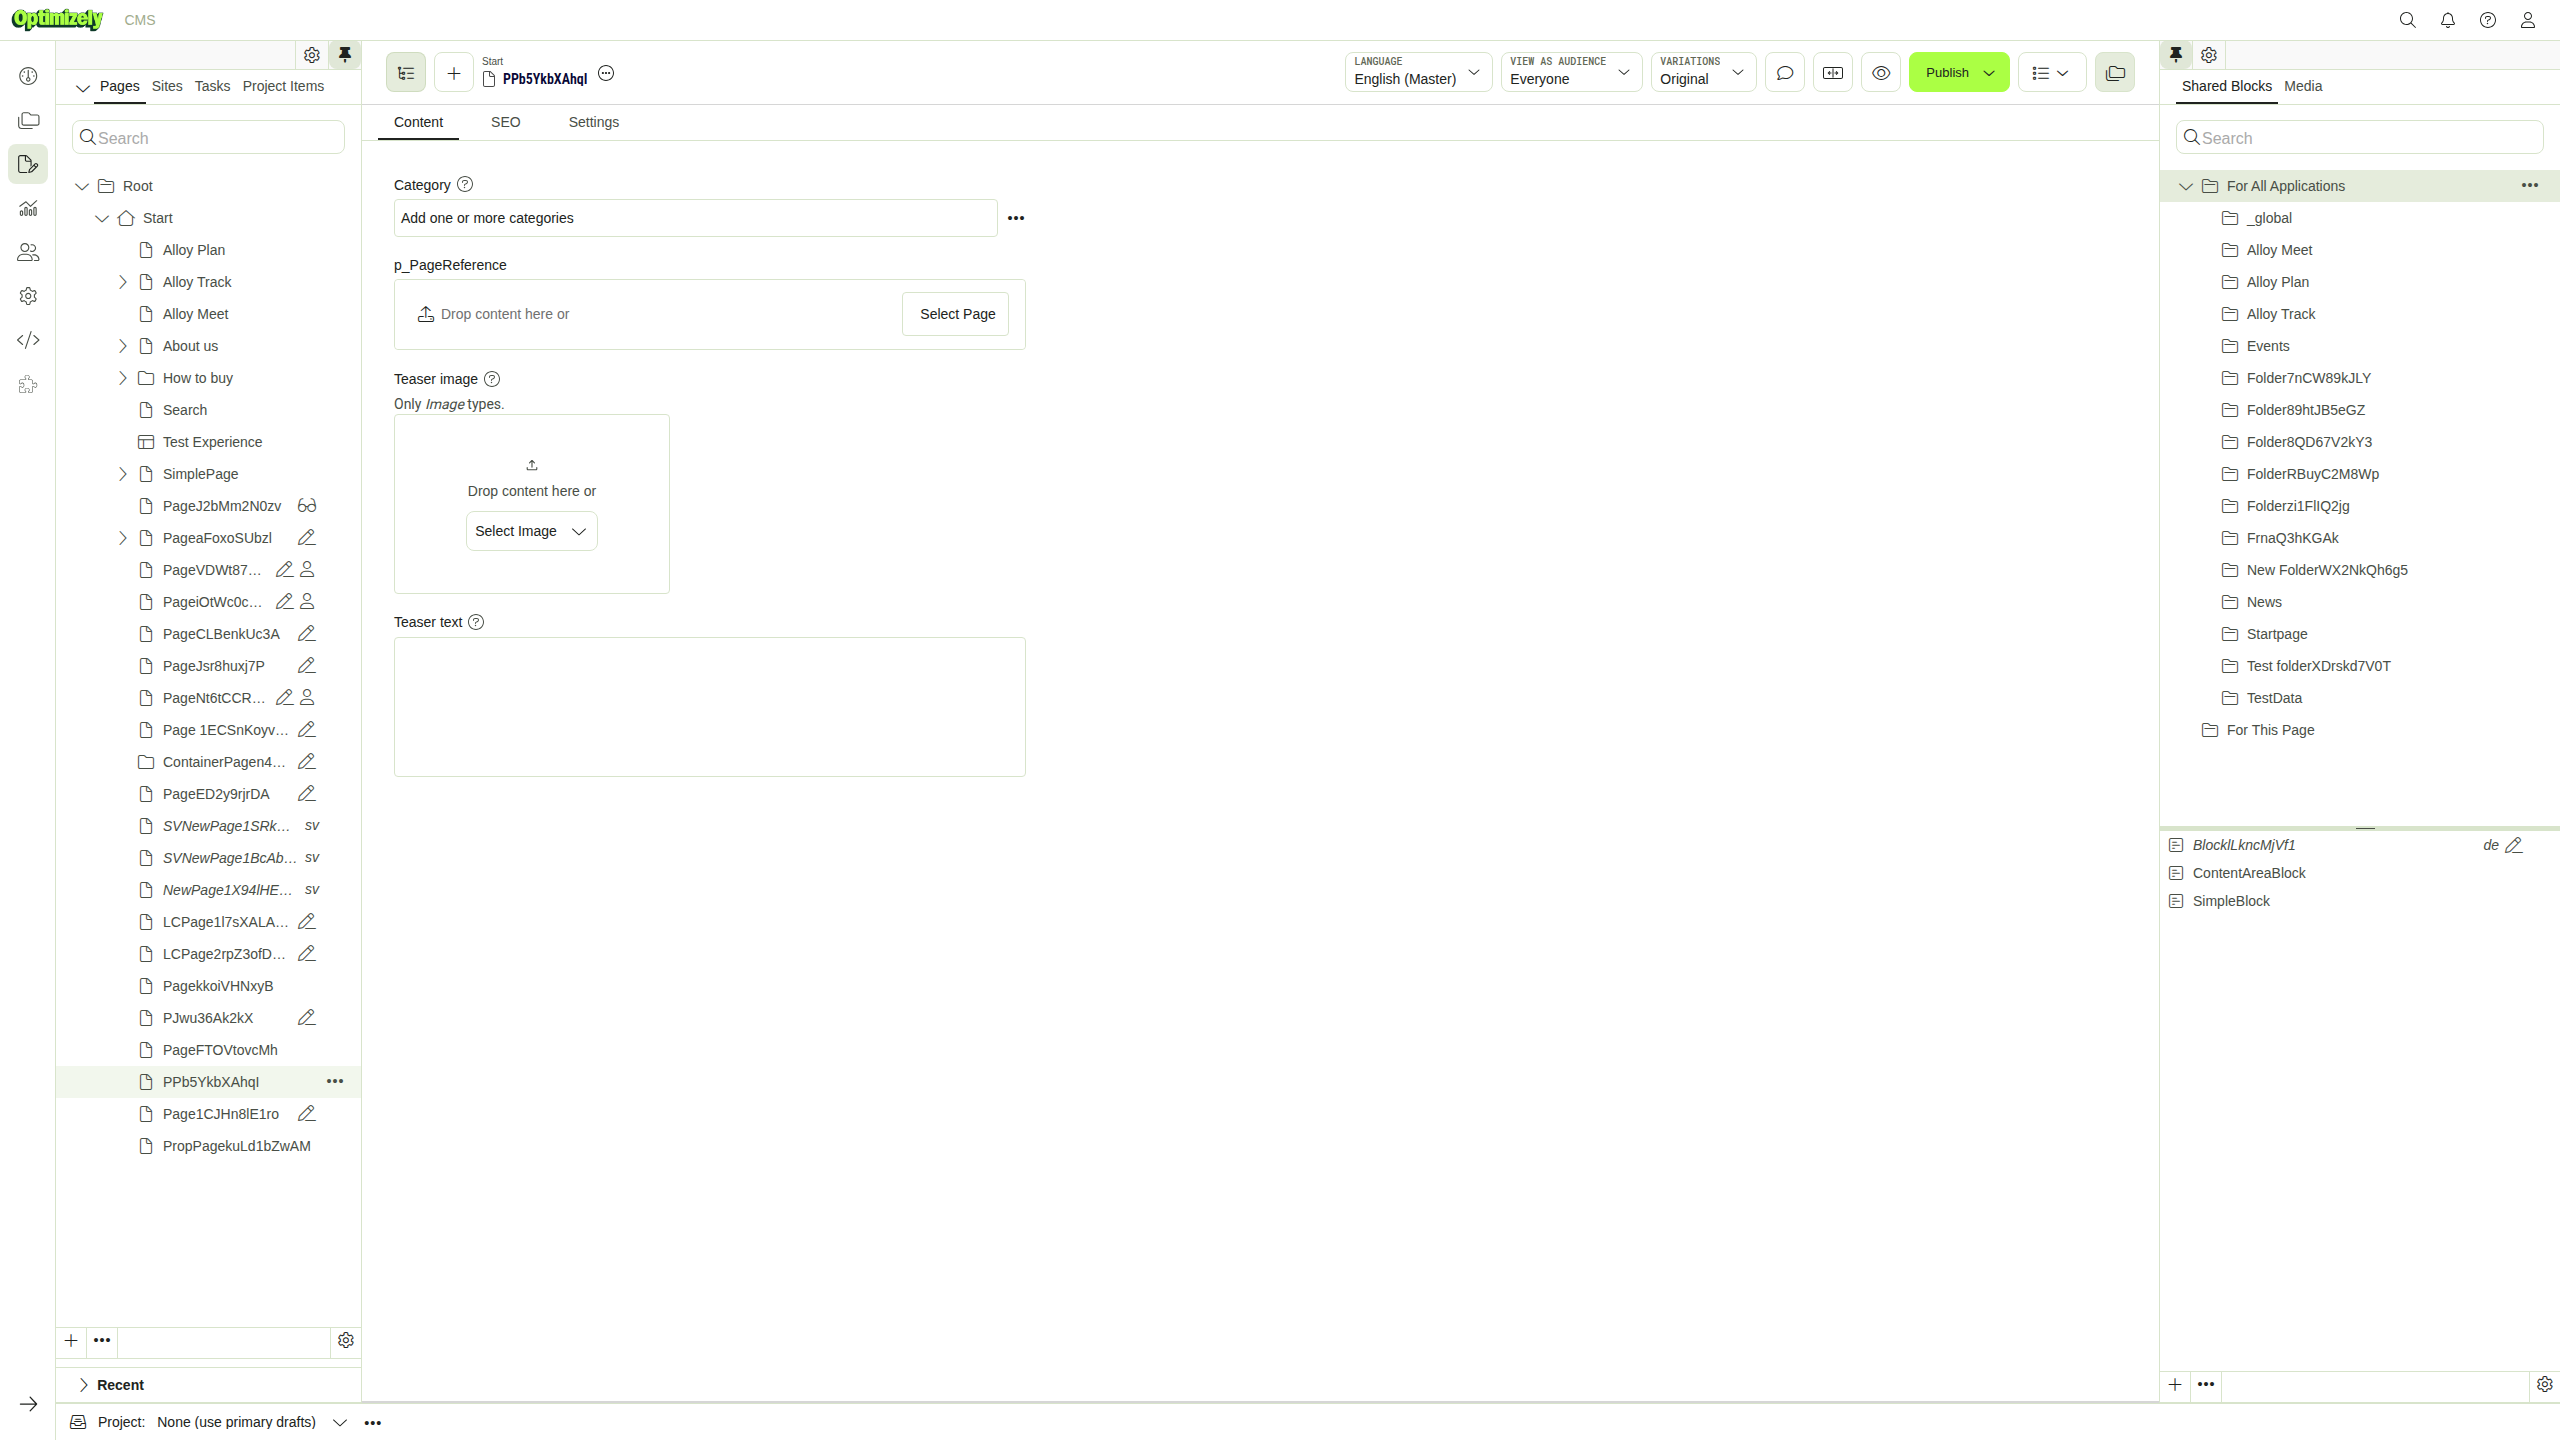 Optimizely
CMS
Pages
Sites
Tasks
Project Items
Search
Root
Start
Alloy Plan
Alloy Track
Alloy Meet
About us
How to buy
Search
Test Experience
SimplePage
PageJ2bMm2N0zv
PageaFoxoSUbzl
PageVDWt87…
PageiOtWc0c…
PageCLBenkUc3A
PageJsr8huxj7P
PageNt6tCCR…
Page 1ECSnKoyv…
ContainerPagen4…
PageED2y9rjrDA
SVNewPage1SRk… sv
SVNewPage1BcAb… sv
NewPage1X94lHE… sv
LCPage1l7sXALA…
LCPage2rpZ3ofD…
PagekkoiVHNxyB
PJwu36Ak2kX
PageFTOVtovcMh
PPb5YkbXAhqI
Page1CJHn8lE1ro
PropPagekuLd1bZwAM
Recent
Project: None (use primary drafts)
Start
PPb5YkbXAhqI
LANGUAGE
English (Master)
VIEW AS AUDIENCE
Everyone
VARIATIONS
Original
Publish
Content
SEO
Settings
Category
Add one or more categories
p_PageReference
Drop content here or
Select Page
Teaser image
Only Image types.
Drop content here or
Select Image
Teaser text
Shared Blocks
Media
Search
For All Applications
_global
Alloy Meet
Alloy Plan
Alloy Track
Events
Folder7nCW89kJLY
Folder89htJB5eGZ
Folder8QD67V2kY3
FolderRBuyC2M8Wp
Folderzi1FlIQ2jg
FrnaQ3hKGAk
New FolderWX2NkQh6g5
News
Startpage
Test folderXDrskd7V0T
TestData
For This Page
BlocklLkncMjVf1 de
ContentAreaBlock
SimpleBlock